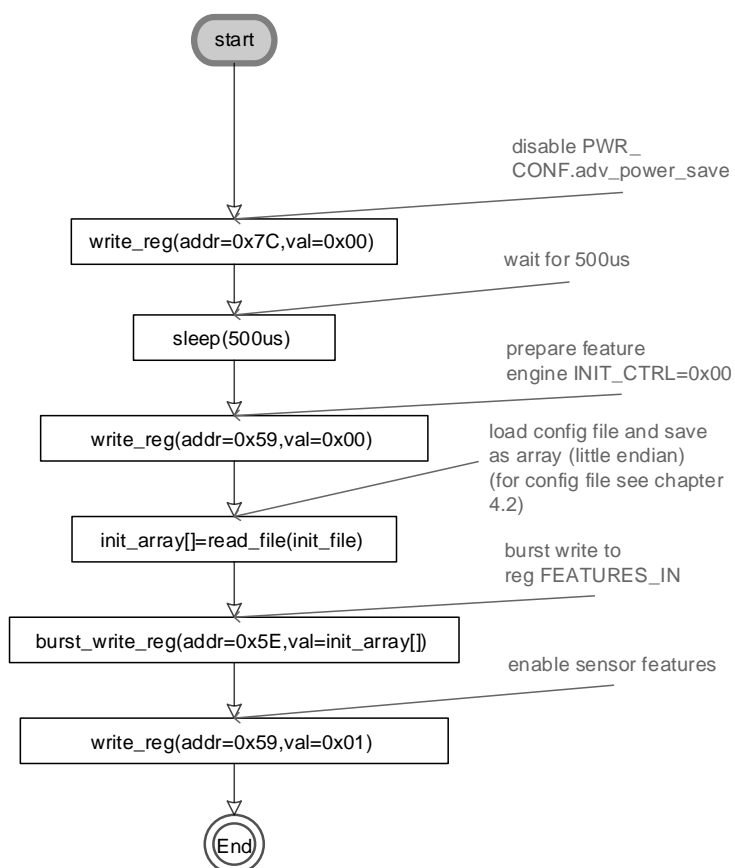 start
disable PWR_
CONF.adv_power_save
write_reg(addr=0x7C,val=0x00)
wait for 500us
sleep(500us)
prepare feature
engine INIT_CTRL=0x00
write_reg(addr=0x59,val=0x00)
load config file and save
as array (little endian)
(for config file see chapter
4.2)
init_array[]=read_file(init_file)
burst write to
reg FEATURES_IN
burst_write_reg(addr=0x5E,val=init_array[])
enable sensor features
write_reg(addr=0x59,val=0x01)
End